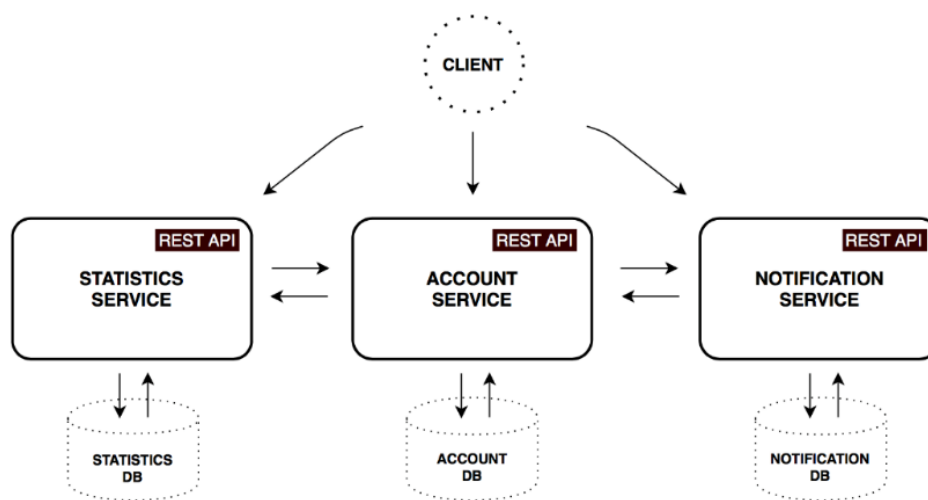 CLIENT
REST API
STATISTICS
SERVICE
REST API
ACCOUNT
SERVICE
REST API
NOTIFICATION
SERVICE
STATISTICS
DB
ACCOUNT
DB
NOTIFICATION
DB